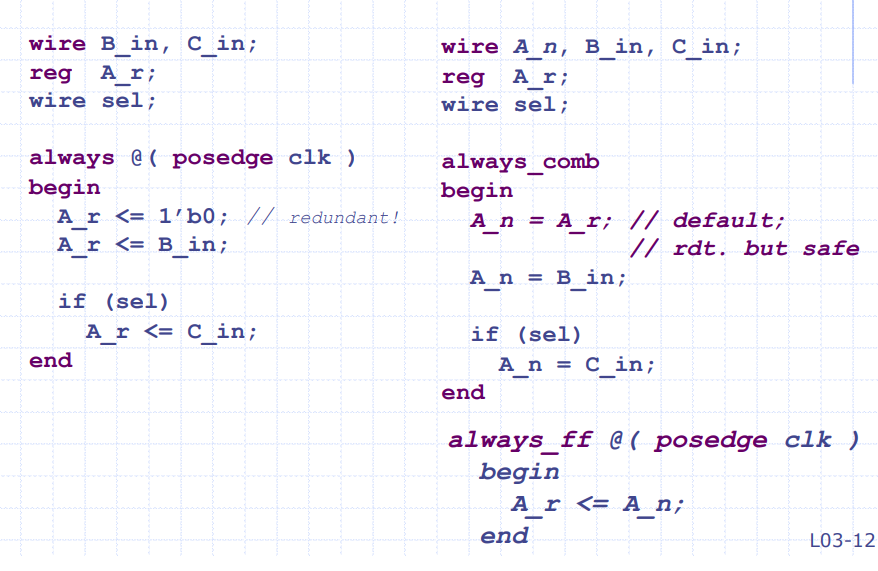 wire B_in, C_in;
reg  A_r;
wire sel;
always @( posedge clk )
begin
  A_r <= 1’b0; // redundant!
  A_r <= B_in;
  if (sel)
    A_r <= C_in;
end
wire A_n, B_in, C_in;
reg  A_r;
wire sel;
always_comb
begin
  A_n = A_r; // default;
             // rdt. but safe
  A_n = B_in;
  if (sel)
    A_n = C_in;
end
always_ff @( posedge clk )
  begin
    A_r <= A_n;
  end
L03-12